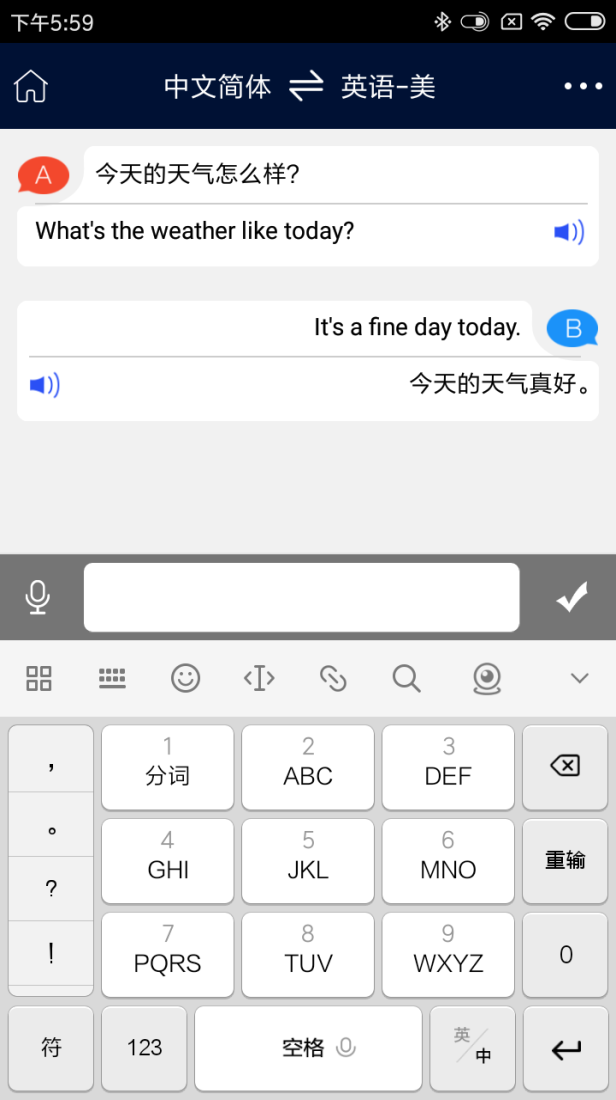 下午5:59
中文简体 英语-美
A 今天的天气怎么样?
What's the weather like today?
It's a fine day today. B
今天的天气真好。
, 1 2 3
分词 ABC DEF
。 4 5 6
GHI JKL MNO 重输
?
7 8 9
! PQRS TUV WXYZ 0
符 123 空格 英/中